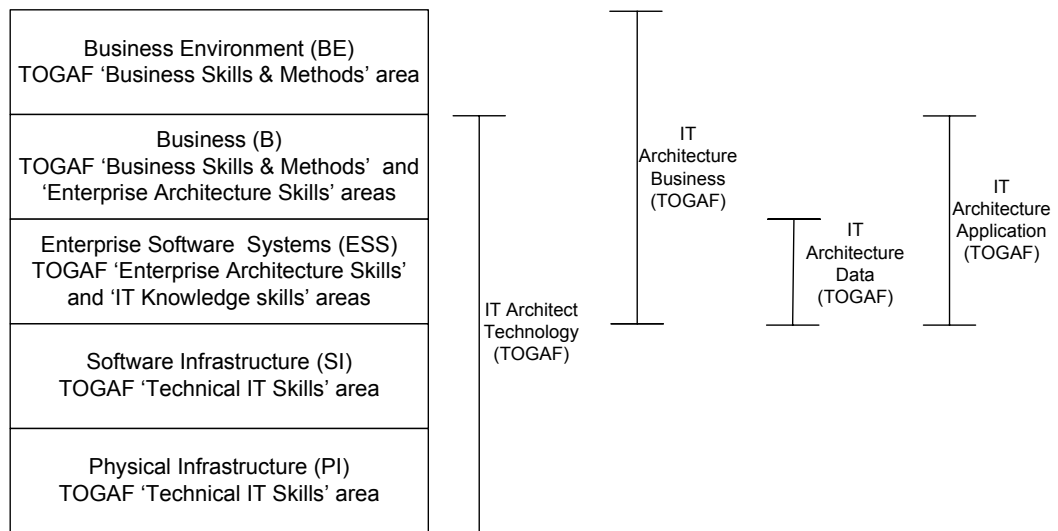 Business Environment (BE)
TOGAF ‘Business Skills & Methods’ area
Business (B)
TOGAF ‘Business Skills & Methods’ and
‘Enterprise Architecture Skills’ areas
Enterprise Software Systems (ESS)
TOGAF ‘Enterprise Architecture Skills’
and ‘IT Knowledge skills’ areas
Software Infrastructure (SI)
TOGAF ‘Technical IT Skills’ area
Physical Infrastructure (PI)
TOGAF ‘Technical IT Skills’ area
IT Architect
Technology
(TOGAF)
IT
Architecture
Business
(TOGAF)
IT
Architecture
Data
(TOGAF)
IT
Architecture
Application
(TOGAF)